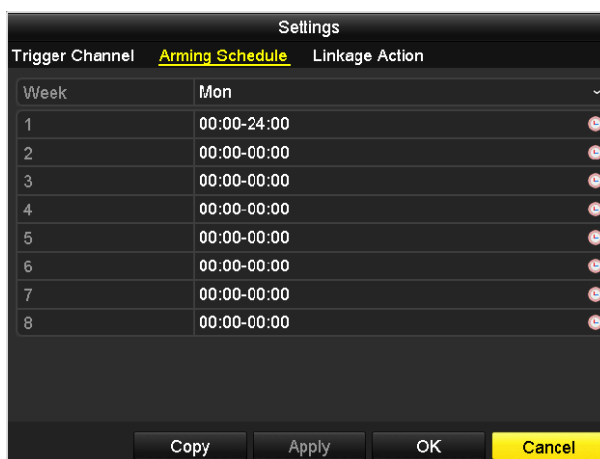 Settings
Trigger Channel Arming Schedule Linkage Action
Week Mon
1 00:00-24:00
2 00:00-00:00
3 00:00-00:00
4 00:00-00:00
5 00:00-00:00
6 00:00-00:00
7 00:00-00:00
8 00:00-00:00
Copy Apply OK Cancel